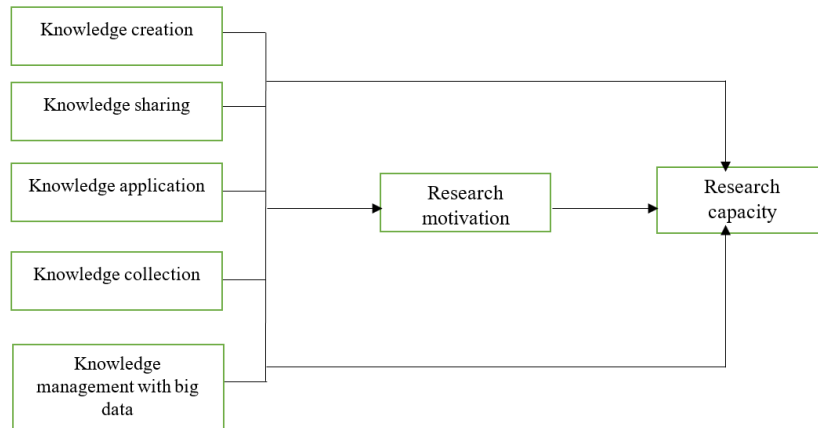 Knowledge creation
Knowledge sharing
Knowledge application
Knowledge collection
Knowledge
management with big
data
Research
motivation
Research
capacity